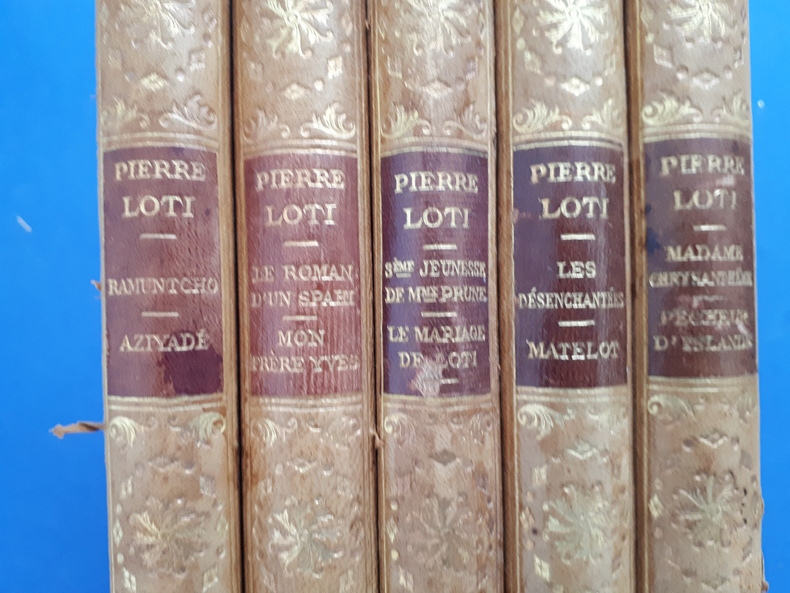 PIERRE
LOTI
RAMUNTCHO
AZIYADÉ
PIERRE
LOTI
LE ROMAN
D'UN SPAHI
MON
FRÈRE YVES
PIERRE
LOTI
3ÈME JEUNESSE
DE MME PRUNE
LE MARIAGE
DE LOTI
PIERRE
LOTI
LES
DÉSENCHANTÉES
MATELOT
PIERRE
LOTI
MADAME
CHRYSANTHÈME
PÊCHEUR
D'ISLANDE